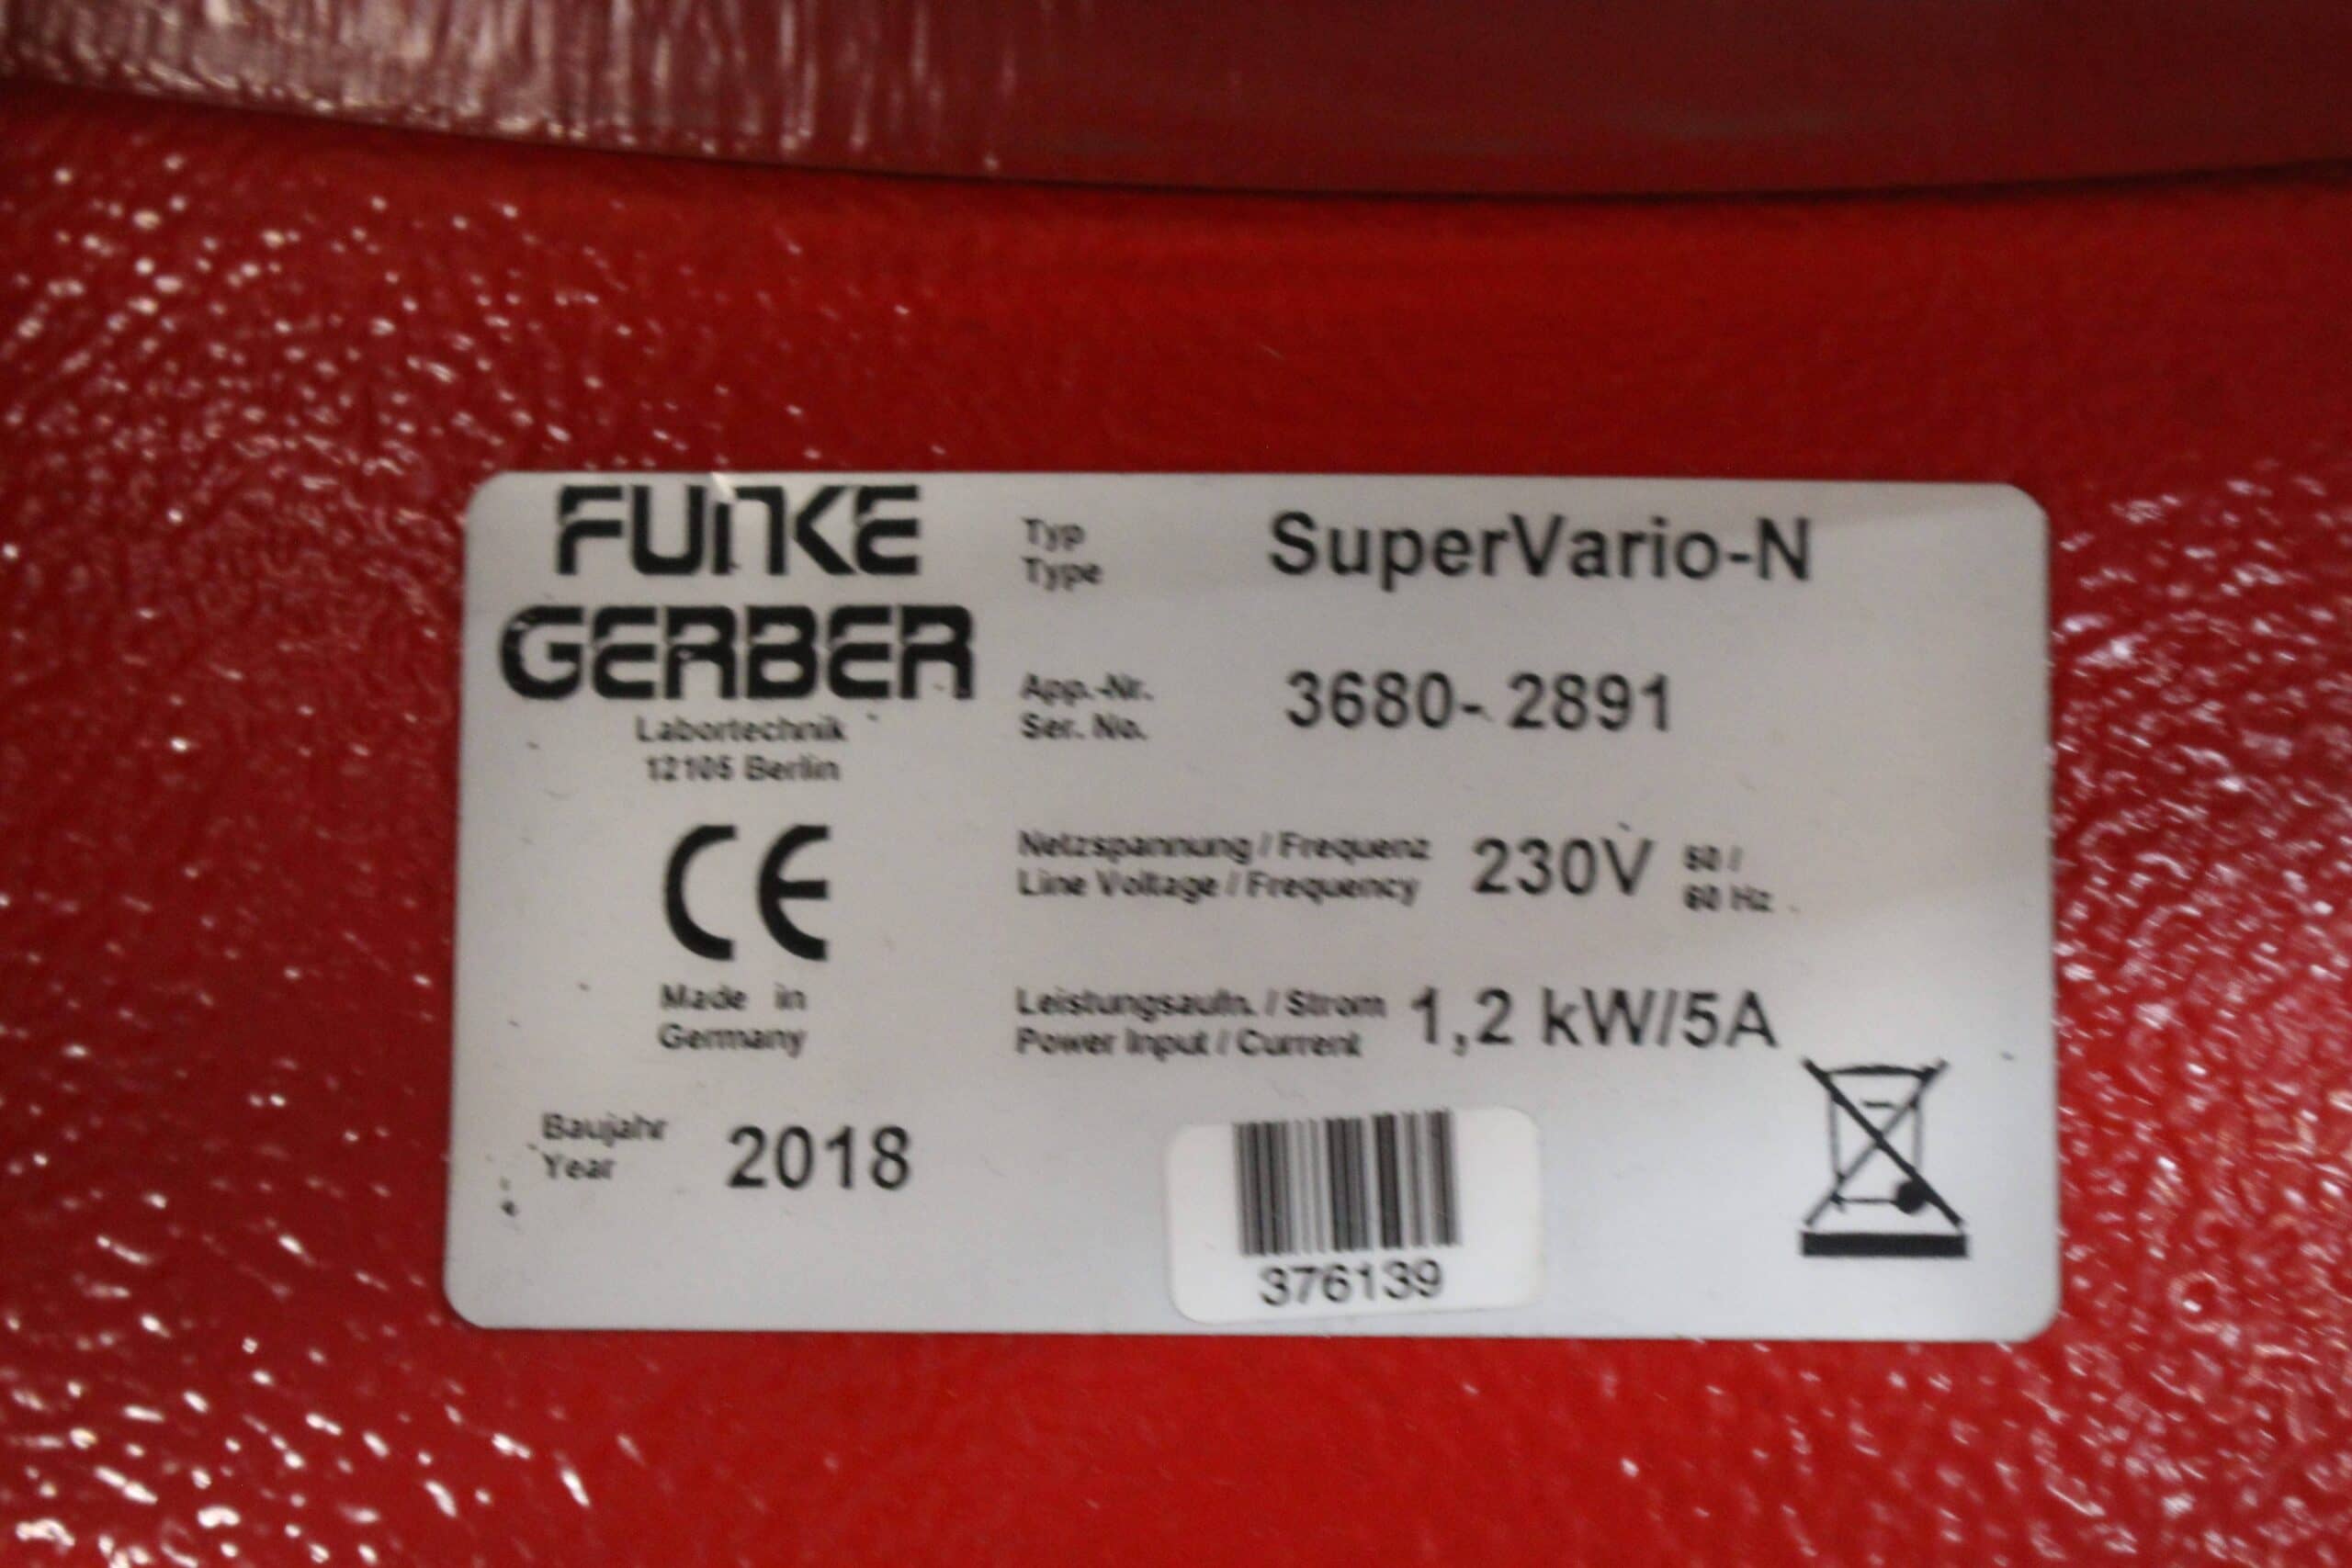 FUNKE
GERBER
Labortechnik
12105 Berlin
CE
Made in
Germany
Baujahr
Year
2018
Typ
Type
SuperVario-N
App.-Nr.
Ser. No.
3680- 2891
Netzspannung / Frequenz
Line Voltage / Frequency
230V
50 /
60 Hz
Leistungsaufn. / Strom
Power Input / Current
1,2 kW/5A
376139